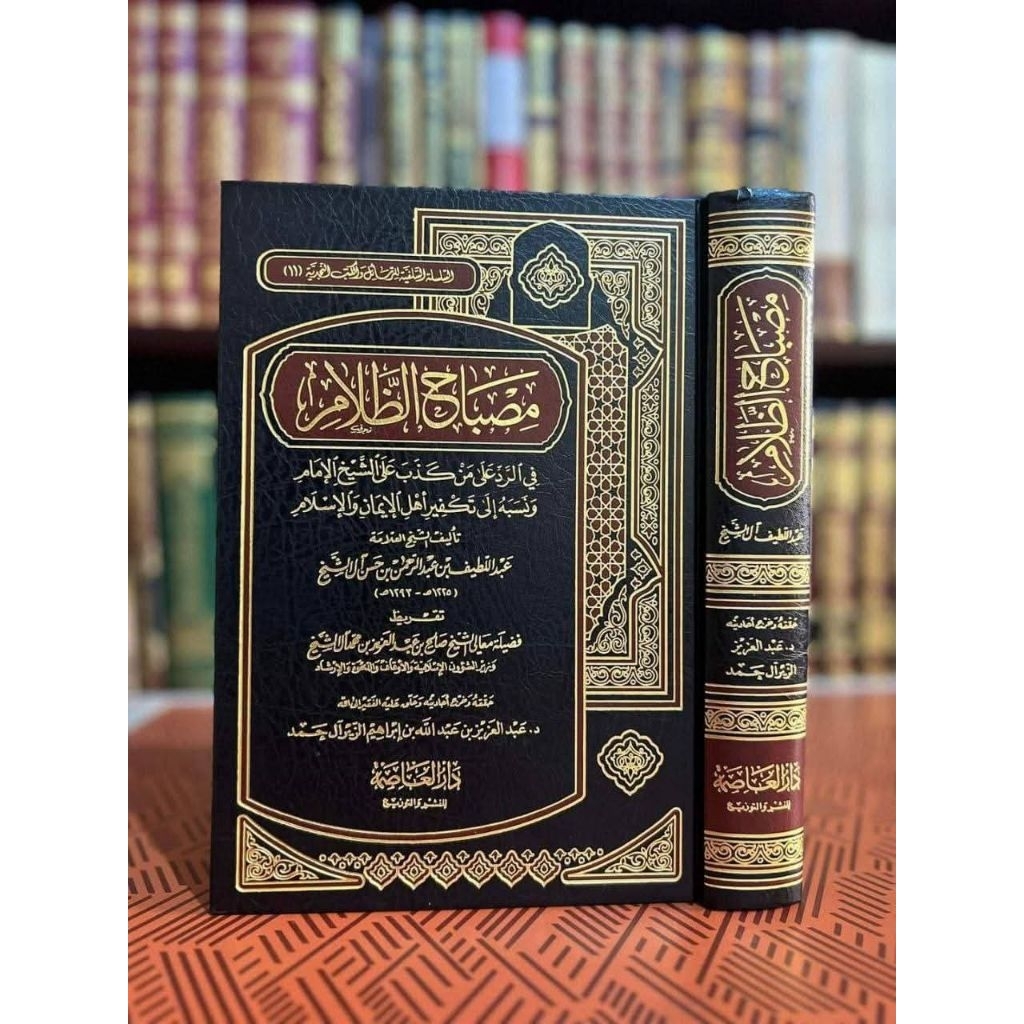 السلسلة السلفية للرسائل والكتب النجدية (١١)
مصباح الظلام
في الرد على من كذب على الشيخ الإمام
ونسبه إلى تكفير أهل الإيمان والإسلام
تأليف الشيخ العلامة
عبد اللطيف بن عبد الرحمن بن حسن آل الشيخ
(١٢٢٥هـ - ١٢٩٣هـ)
تقريظ
فضيلة معالي الشيخ صالح بن عبد العزيز بن محمد آل الشيخ
وزير الشؤون الإسلامية والأوقاف والدعوة والإرشاد
حققه وخرج أحاديثه وعلق عليه الفقير إلى الله
د. عبد العزيز بن عبد الله بن إبراهيم الزير آل حمد
دار العاصمة
للنشر والتوزيع
مصباح الظلام
عبد اللطيف آل الشيخ
حققه وخرج أحاديثه
د. عبد العزيز
الزير آل حمد
دار العاصمة
للنشر والتوزيع